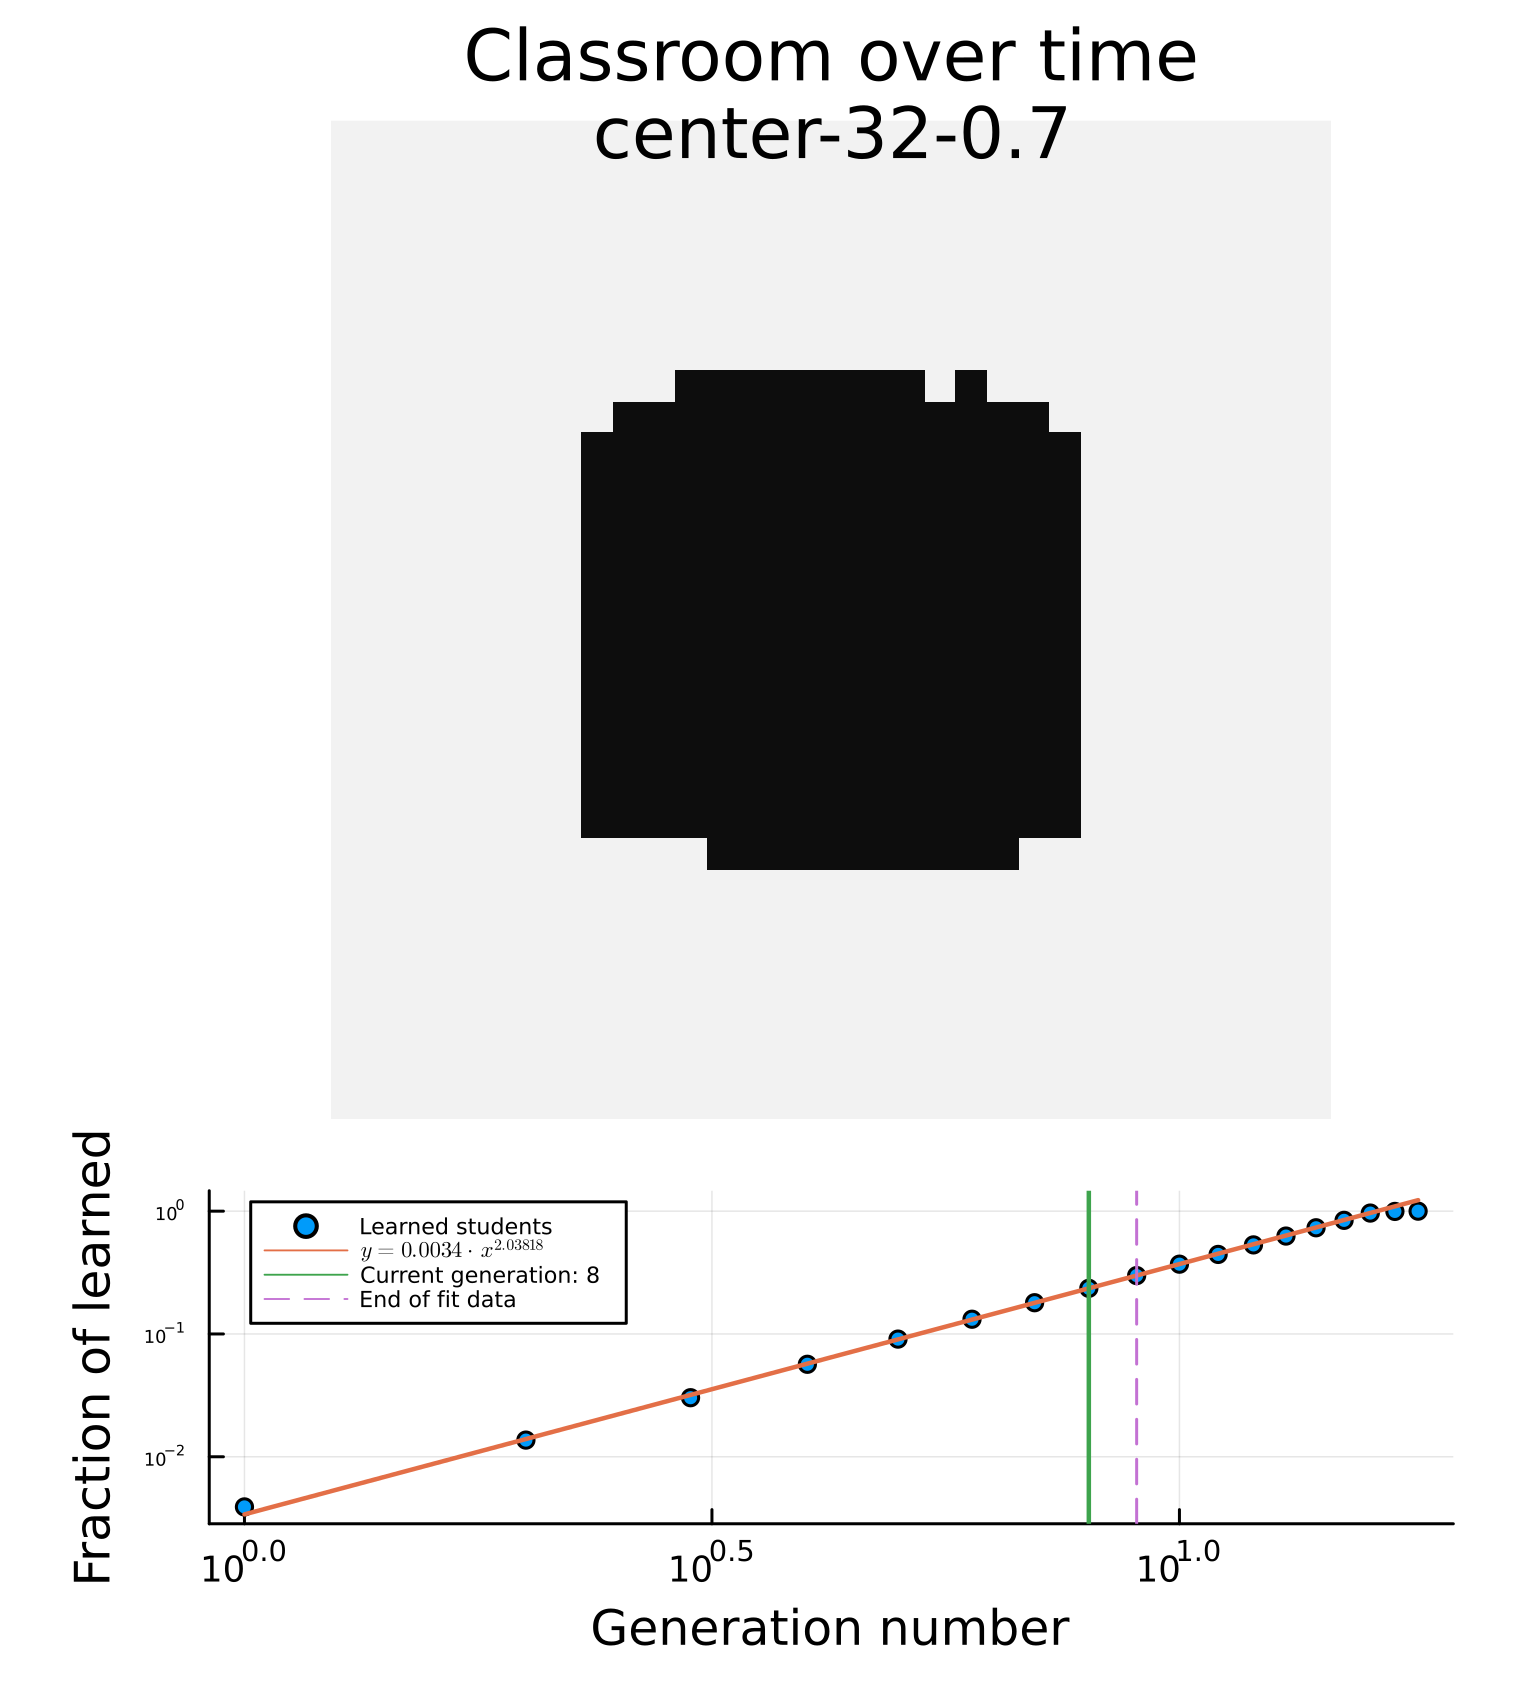 Classroom over time
center-32-0.7
Fraction of learned
10⁰
10⁻¹
10⁻²
Learned students
y = 0.0034 · x^2.03818
Current generation: 8
End of fit data
10^0.0
10^0.5
10^1.0
Generation number